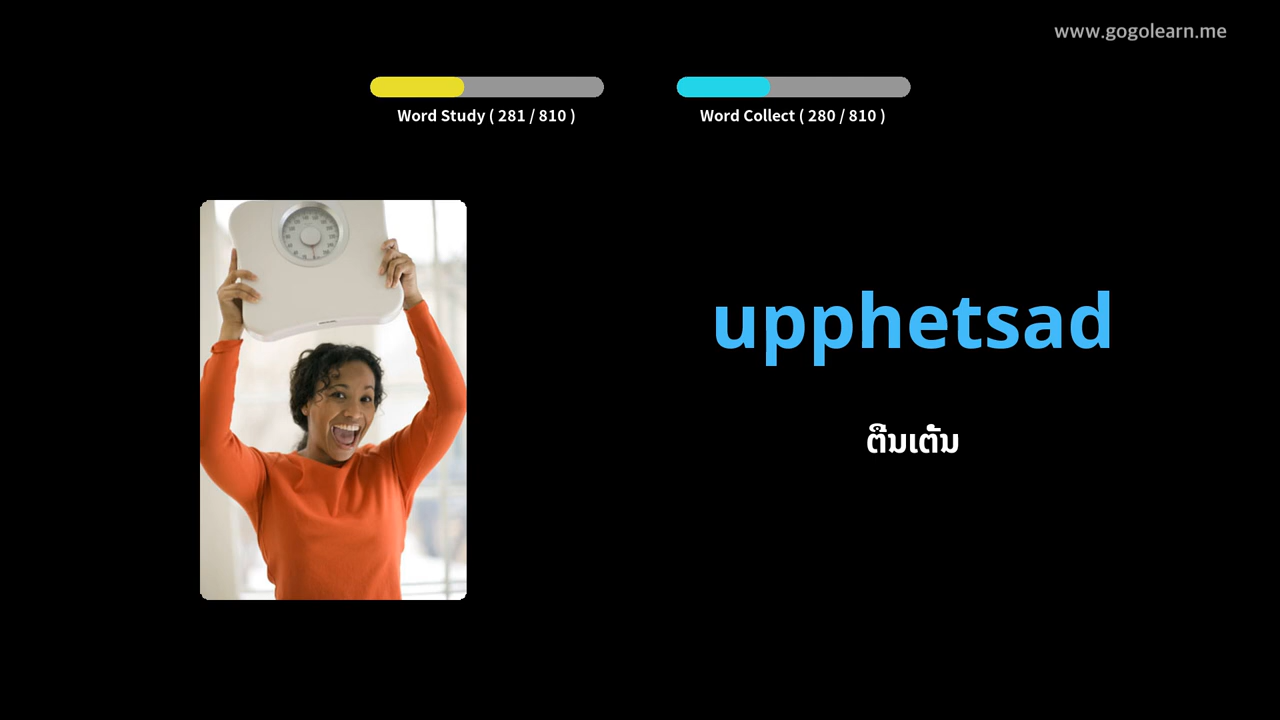 www.gogolearn.me
Word Study ( 281 / 810 )
Word Collect ( 280 / 810 )
upphetsad
ຕື່ນເຕັ້ນ